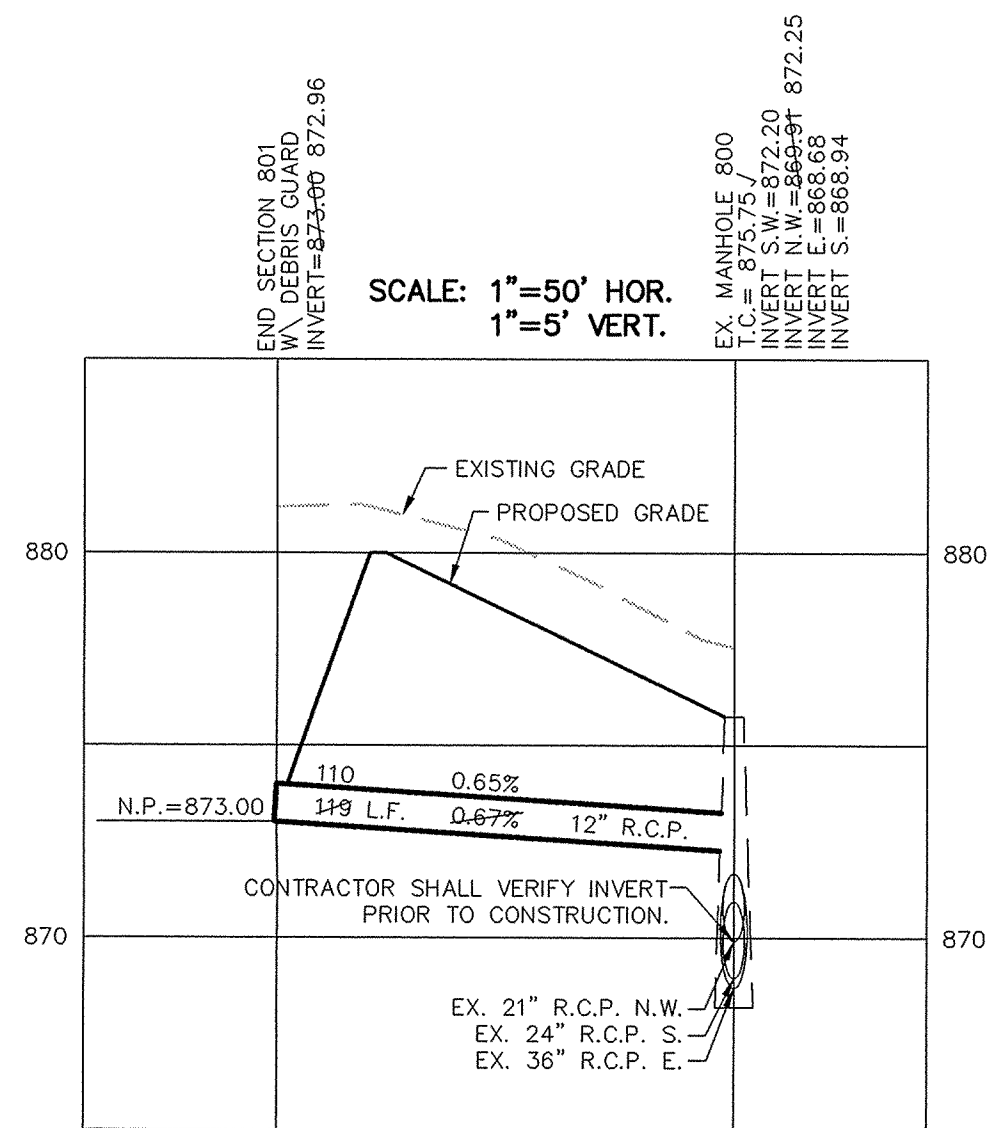 END SECTION 801
W\ DEBRIS GUARD
INVERT=873.00 872.96
EX. MANHOLE 800
T.C.= 875.75✓
INVERT S.W.=872.20
INVERT N.W.=869.91 872.25
INVERT E.=868.68
INVERT S.=868.94
SCALE: 1"=50' HOR.
1"=5' VERT.
EXISTING GRADE
PROPOSED GRADE
880
880
110 0.65%
N.P.=873.00
119 L.F. 0.67% 12" R.C.P.
CONTRACTOR SHALL VERIFY INVERT
PRIOR TO CONSTRUCTION.
870
870
EX. 21" R.C.P. N.W.
EX. 24" R.C.P. S.
EX. 36" R.C.P. E.